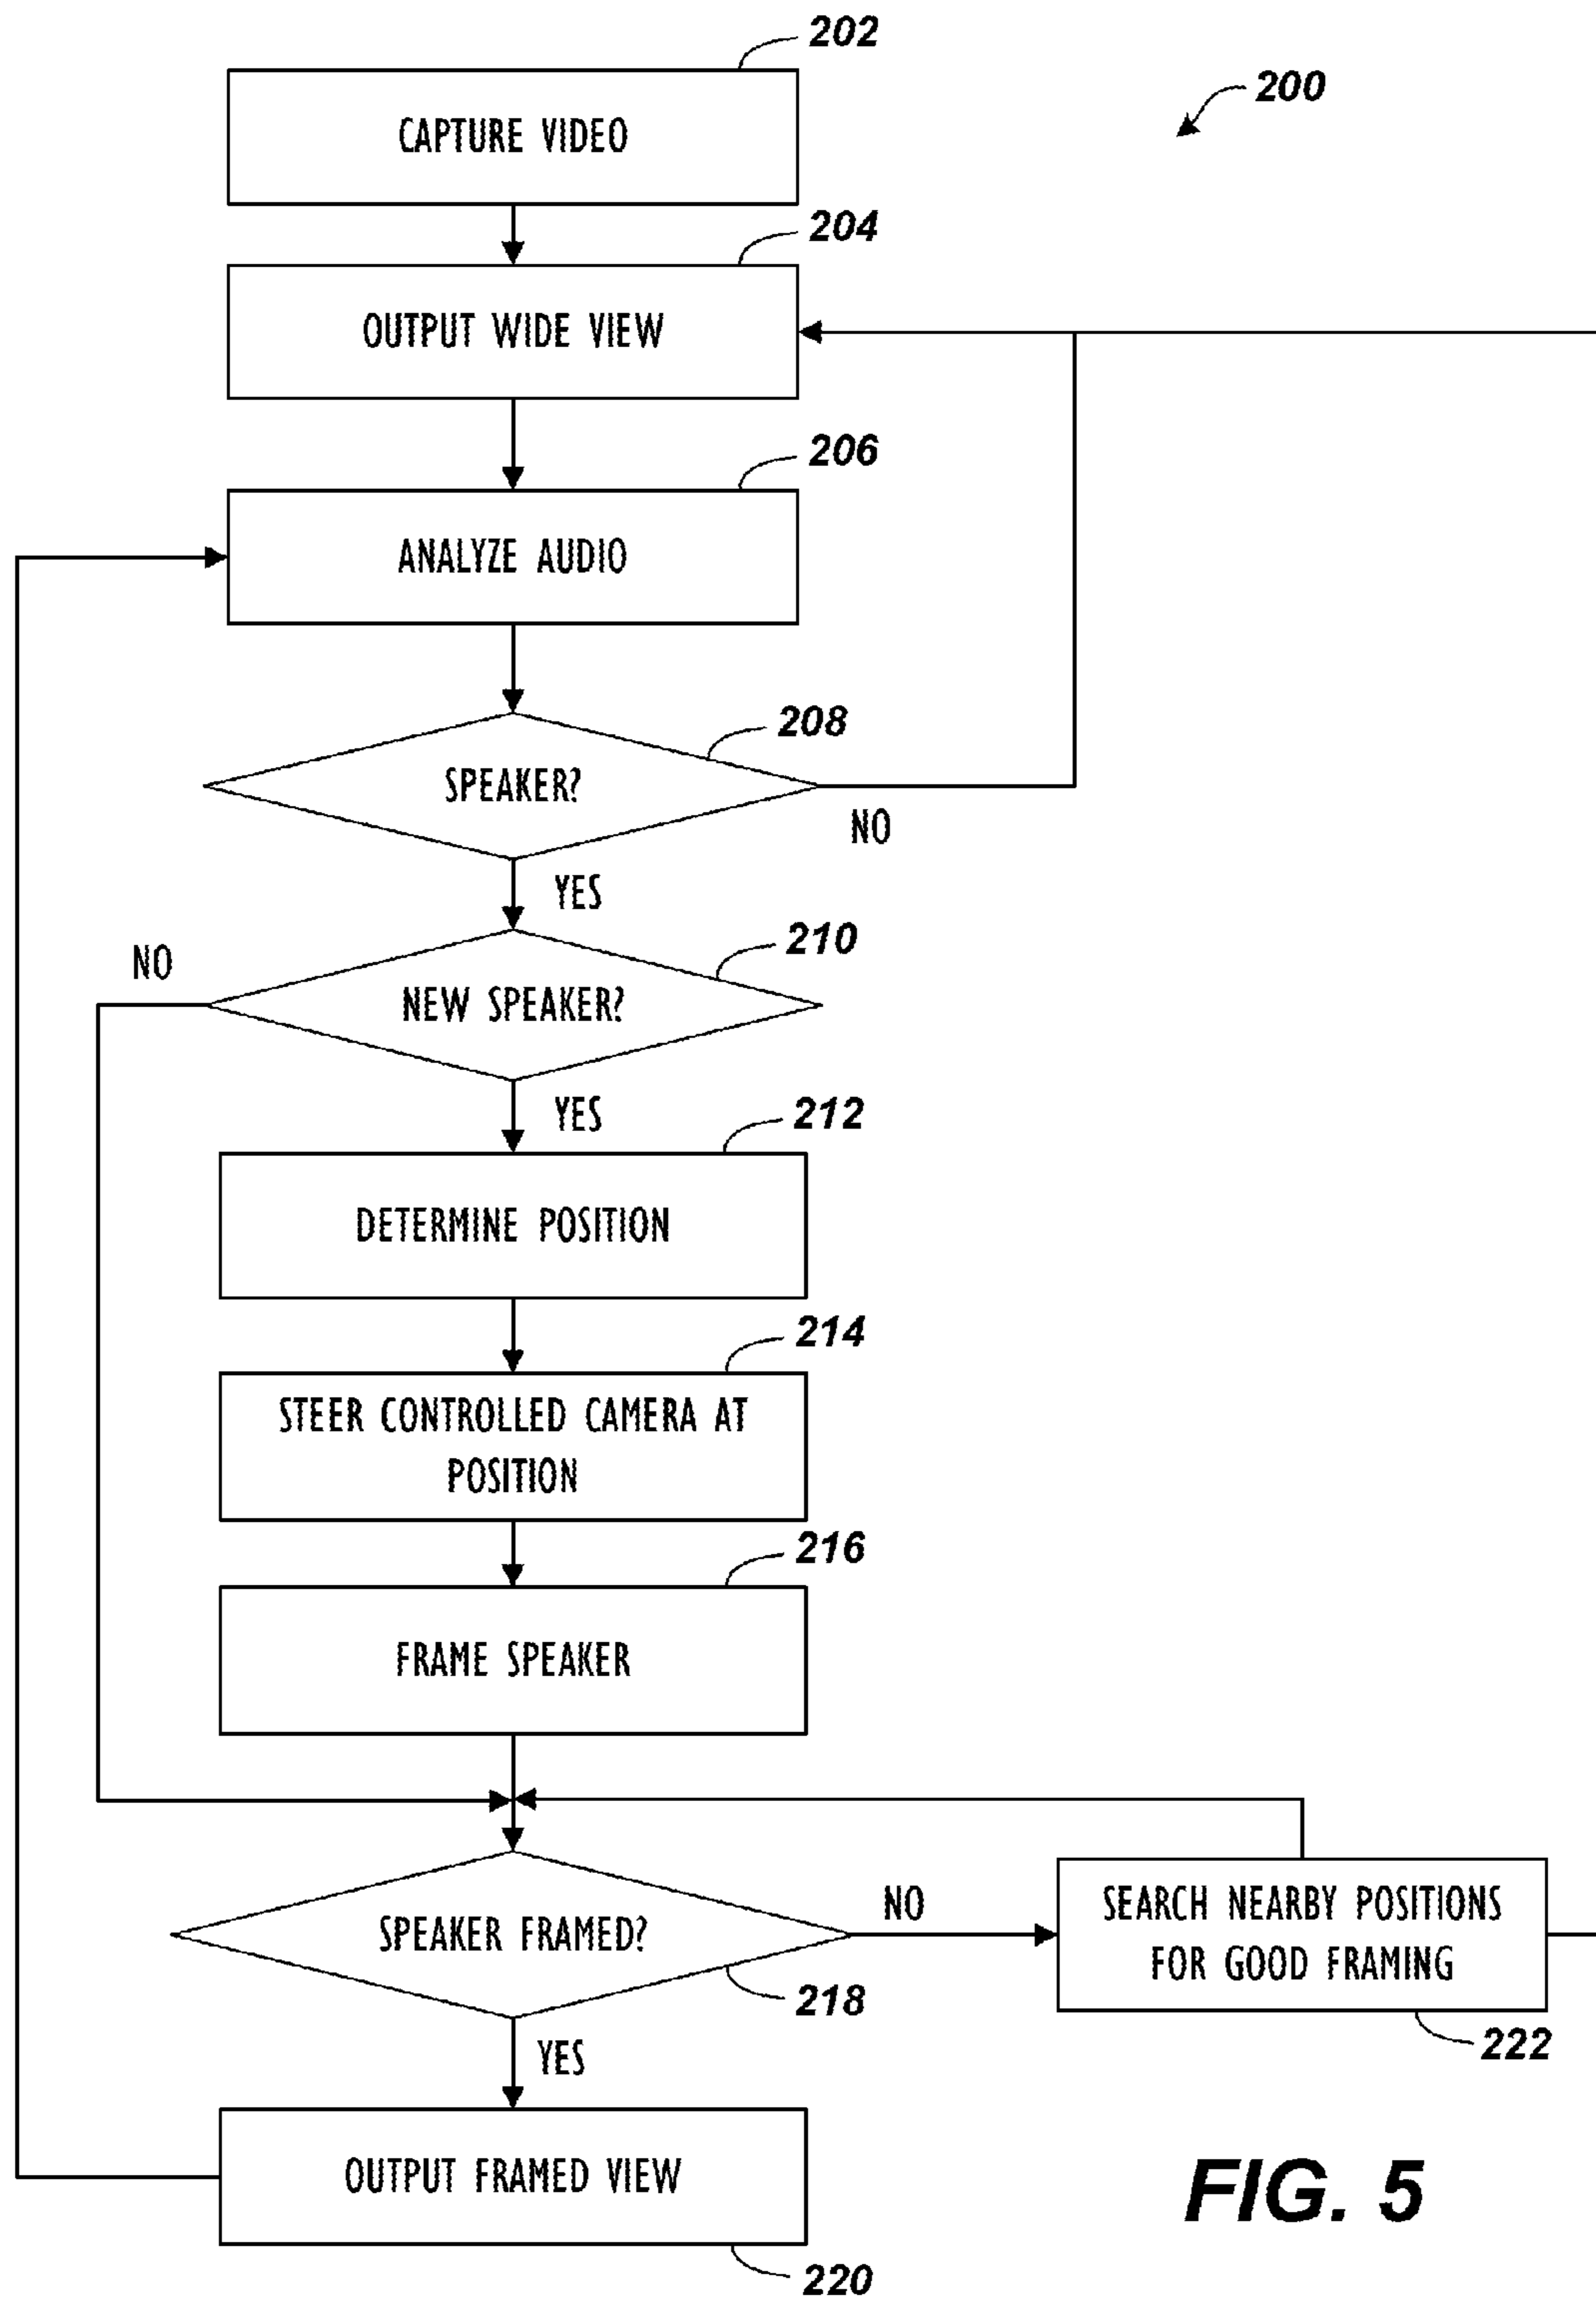 202
200
CAPTURE VIDEO
204
OUTPUT WIDE VIEW
206
ANALYZE AUDIO
208
SPEAKER?
NO
YES
210
NO
NEW SPEAKER?
YES
212
DETERMINE POSITION
214
STEER CONTROLLED CAMERA AT
POSITION
216
FRAME SPEAKER
SPEAKER FRAMED?
NO
SEARCH NEARBY POSITIONS
FOR GOOD FRAMING
218
222
YES
OUTPUT FRAMED VIEW
220
FIG. 5